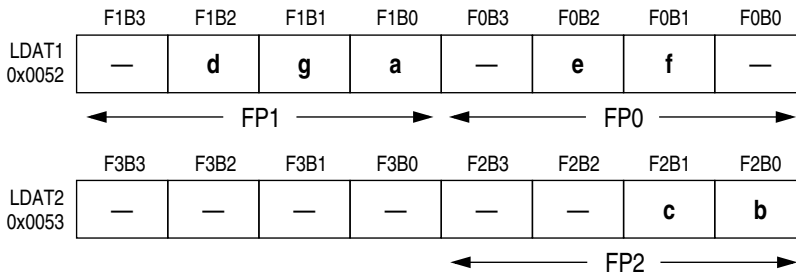 F1B3 F1B2 F1B1 F1B0 F0B3 F0B2 F0B1 F0B0
LDAT1
0x0052
— d g a — e f —
FP1 FP0
F3B3 F3B2 F3B1 F3B0 F2B3 F2B2 F2B1 F2B0
LDAT2
0x0053
— — — — — — c b
FP2